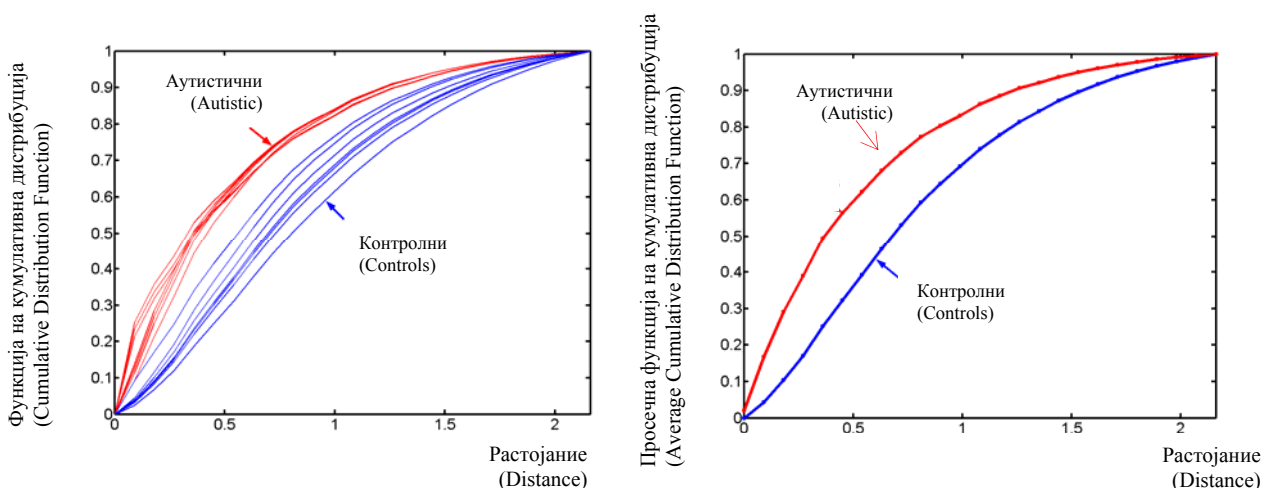 Функција на кумулативна дистрибуција
(Cumulative Distribution Function)
1
0.9
0.8
0.7
0.6
0.5
0.4
0.3
0.2
0.1
0
Аутистични
(Autistic)
Контролни
(Controls)
0
0.5
1
1.5
2
Растојание
(Distance)
Просечна функција на кумулативна дистрибуција
(Average Cumulative Distribution Function)
1
0.9
0.8
0.7
0.6
0.5
0.4
0.3
0.2
0.1
0
Аутистични
(Autistic)
Контролни
(Controls)
0
0.5
1
1.5
2
Растојание
(Distance)